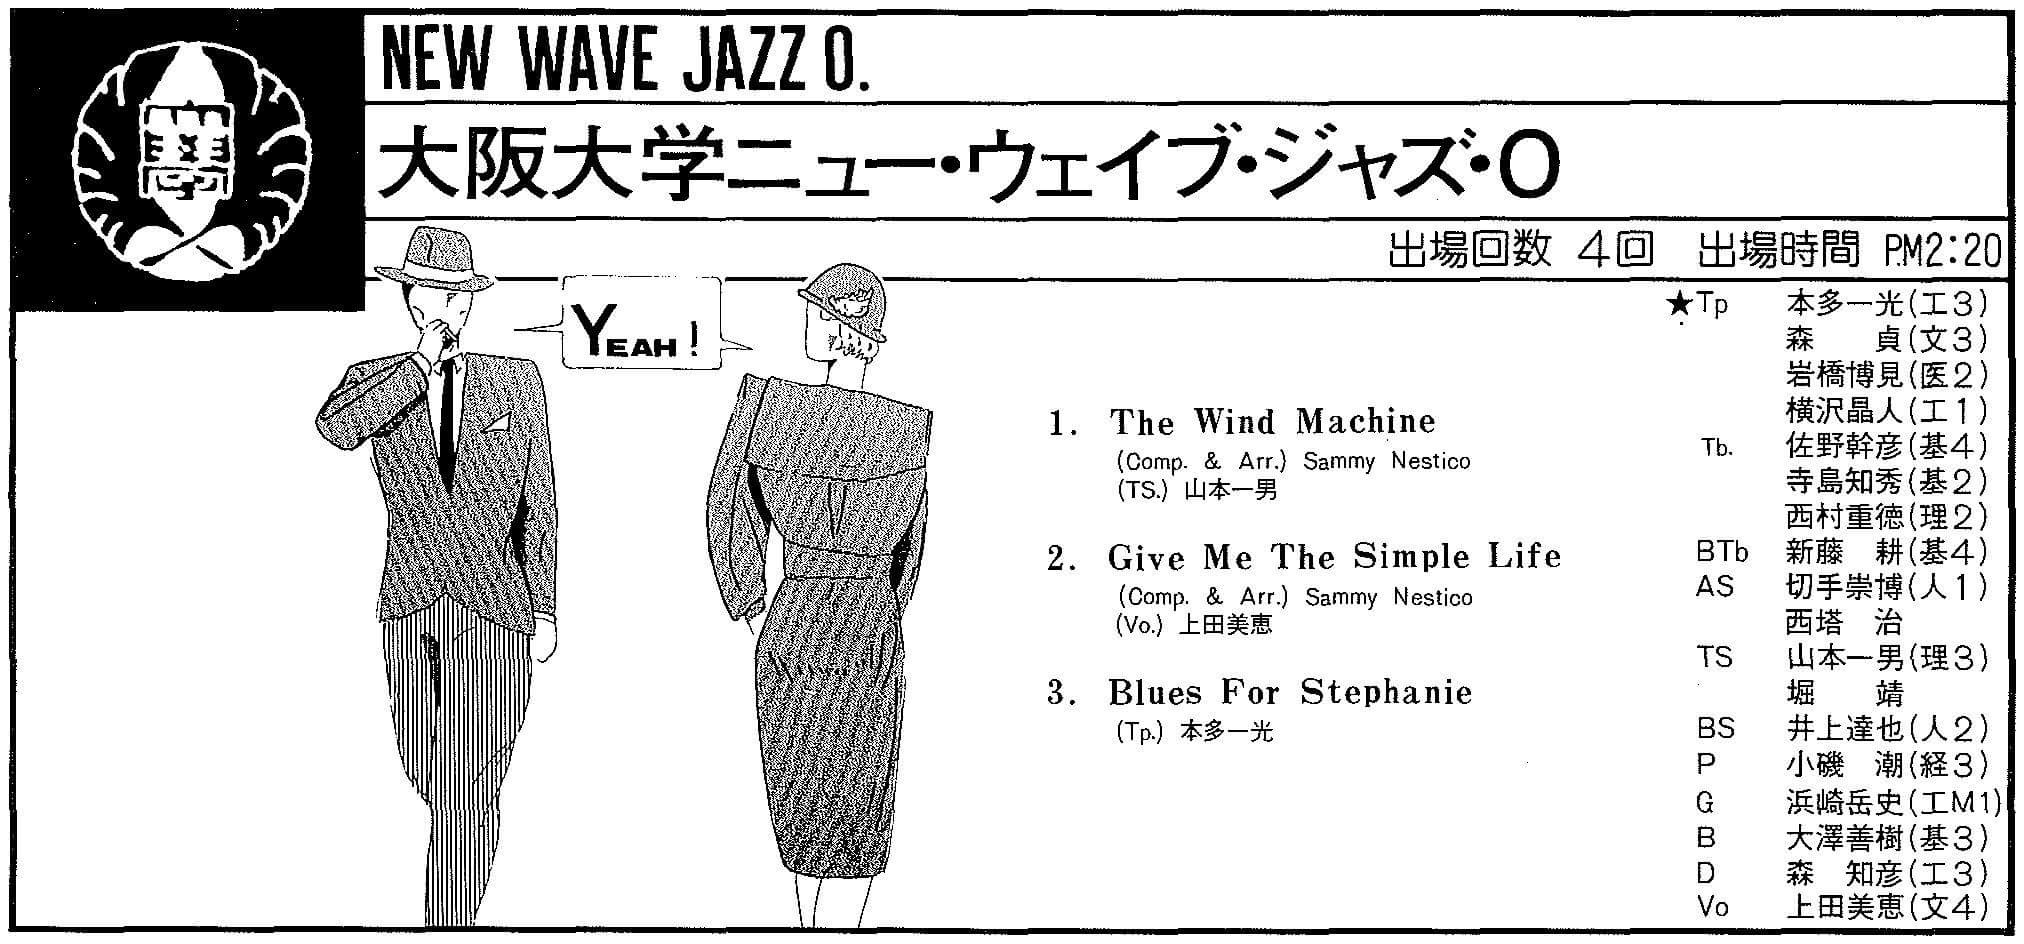 NEW WAVE JAZZ O.
大阪大学ニュー・ウェイブ・ジャズ・O
出場回数 4回 出場時間 P.M2:20
學
YEAH!
1. The Wind Machine
(Comp. & Arr.) Sammy Nestico
(TS.) 山本一男
2. Give Me The Simple Life
(Comp. & Arr.) Sammy Nestico
(Vo.) 上田美恵
3. Blues For Stephanie
(Tp.) 本多一光
★Tp 本多一光(工3)
森 貞(文3)
岩橋博見(医2)
横沢晶人(工1)
Tb. 佐野幹彦(基4)
寺島知秀(基2)
西村重徳(理2)
BTb 新藤 耕(基4)
AS 切手崇博(人1)
西塔 治
TS 山本一男(理3)
堀 靖
BS 井上達也(人2)
P 小磯 潮(経3)
G 浜崎岳史(工M1)
B 大澤善樹(基3)
D 森 知彦(工3)
Vo 上田美恵(文4)